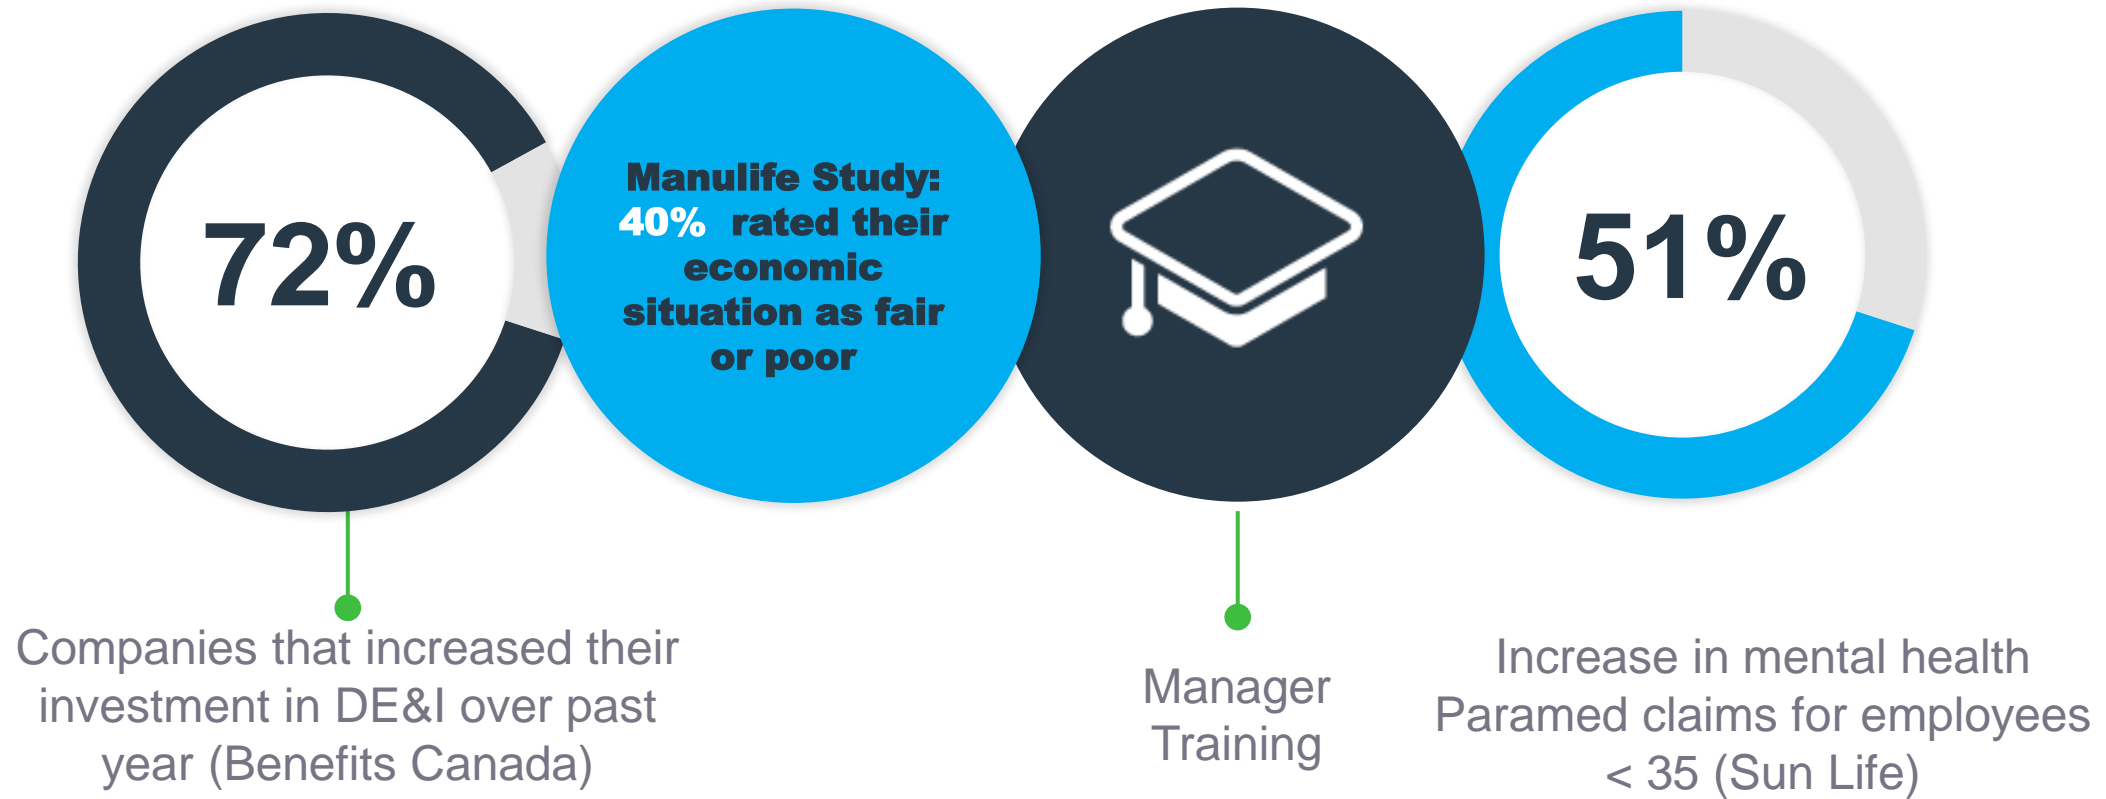 72%
Companies that increased their
investment in DE&I over past
year (Benefits Canada)
Manulife Study:
40% rated their
economic
situation as fair
or poor
Manager
Training
51%
Increase in mental health
Paramed claims for employees
< 35 (Sun Life)